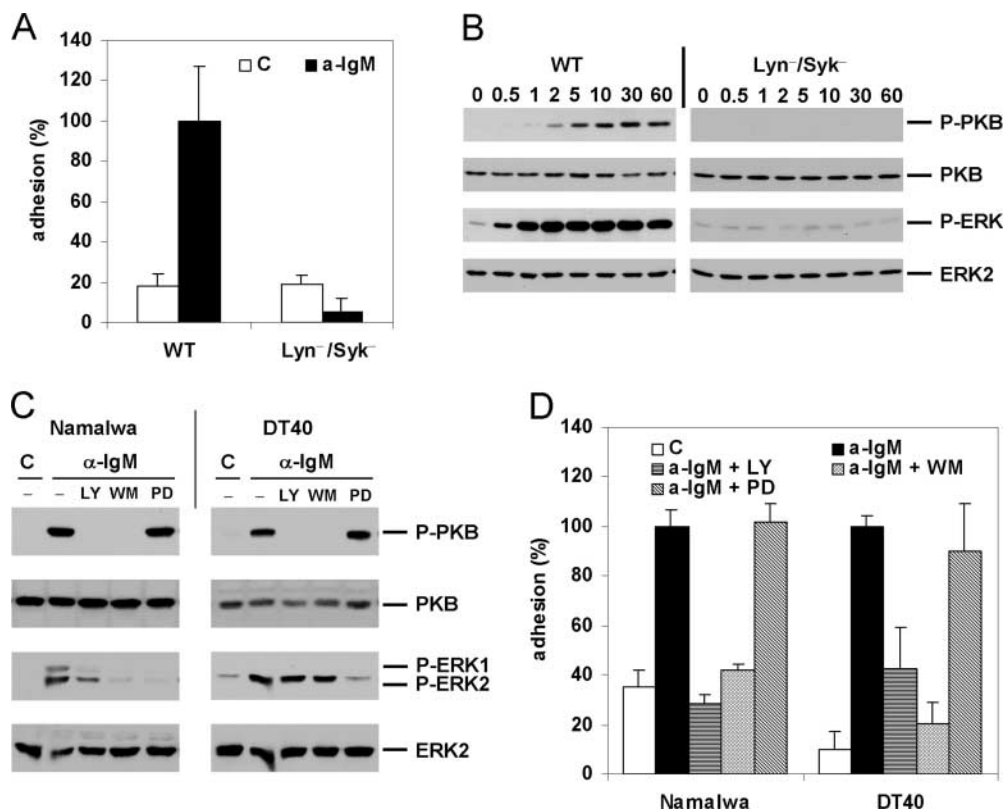 A
140
120
100
80
60
40
20
0
adhesion (%)
C
a-IgM
WT
Lyn⁻/Syk⁻
B
WT
Lyn⁻/Syk⁻
0 0.5 1 2 5 10 30 60
0 0.5 1 2 5 10 30 60
P-PKB
PKB
P-ERK
ERK2
C
Namalwa
DT40
C
α-IgM
C
α-IgM
– – LY WM PD
– – LY WM PD
P-PKB
PKB
P-ERK1
P-ERK2
ERK2
D
140
120
100
80
60
40
20
0
adhesion (%)
C
a-IgM
a-IgM + LY
a-IgM + WM
a-IgM + PD
Namalwa
DT40